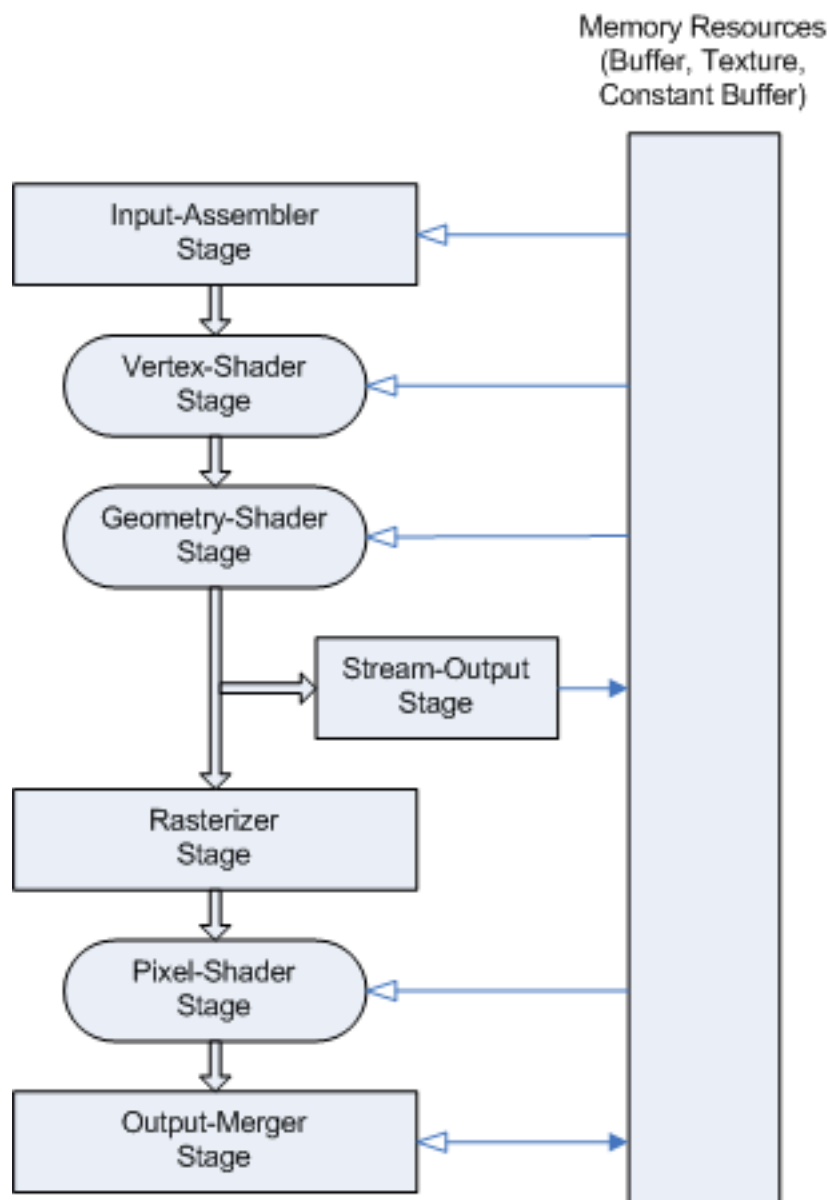 Memory Resources
(Buffer, Texture,
Constant Buffer)
Input-Assembler
Stage
Vertex-Shader
Stage
Geometry-Shader
Stage
Stream-Output
Stage
Rasterizer
Stage
Pixel-Shader
Stage
Output-Merger
Stage